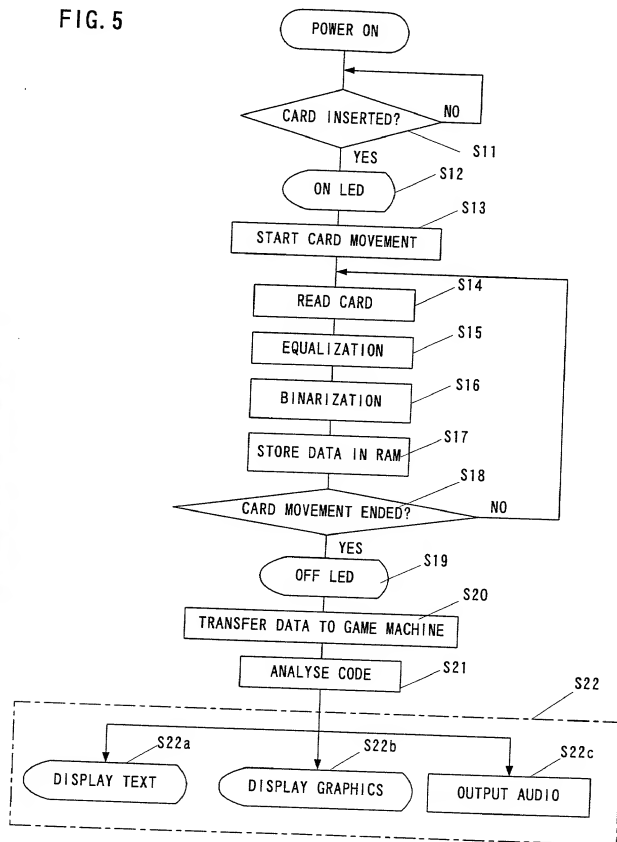 FIG. 5
POWER ON
CARD INSERTED?
NO
S11
YES
S12
ON LED
S13
START CARD MOVEMENT
S14
READ CARD
S15
EQUALIZATION
S16
BINARIZATION
S17
STORE DATA IN RAM
S18
CARD MOVEMENT ENDED?
NO
YES
S19
OFF LED
S20
TRANSFER DATA TO GAME MACHINE
S21
ANALYSE CODE
S22
S22a
S22b
S22c
DISPLAY TEXT
DISPLAY GRAPHICS
OUTPUT AUDIO